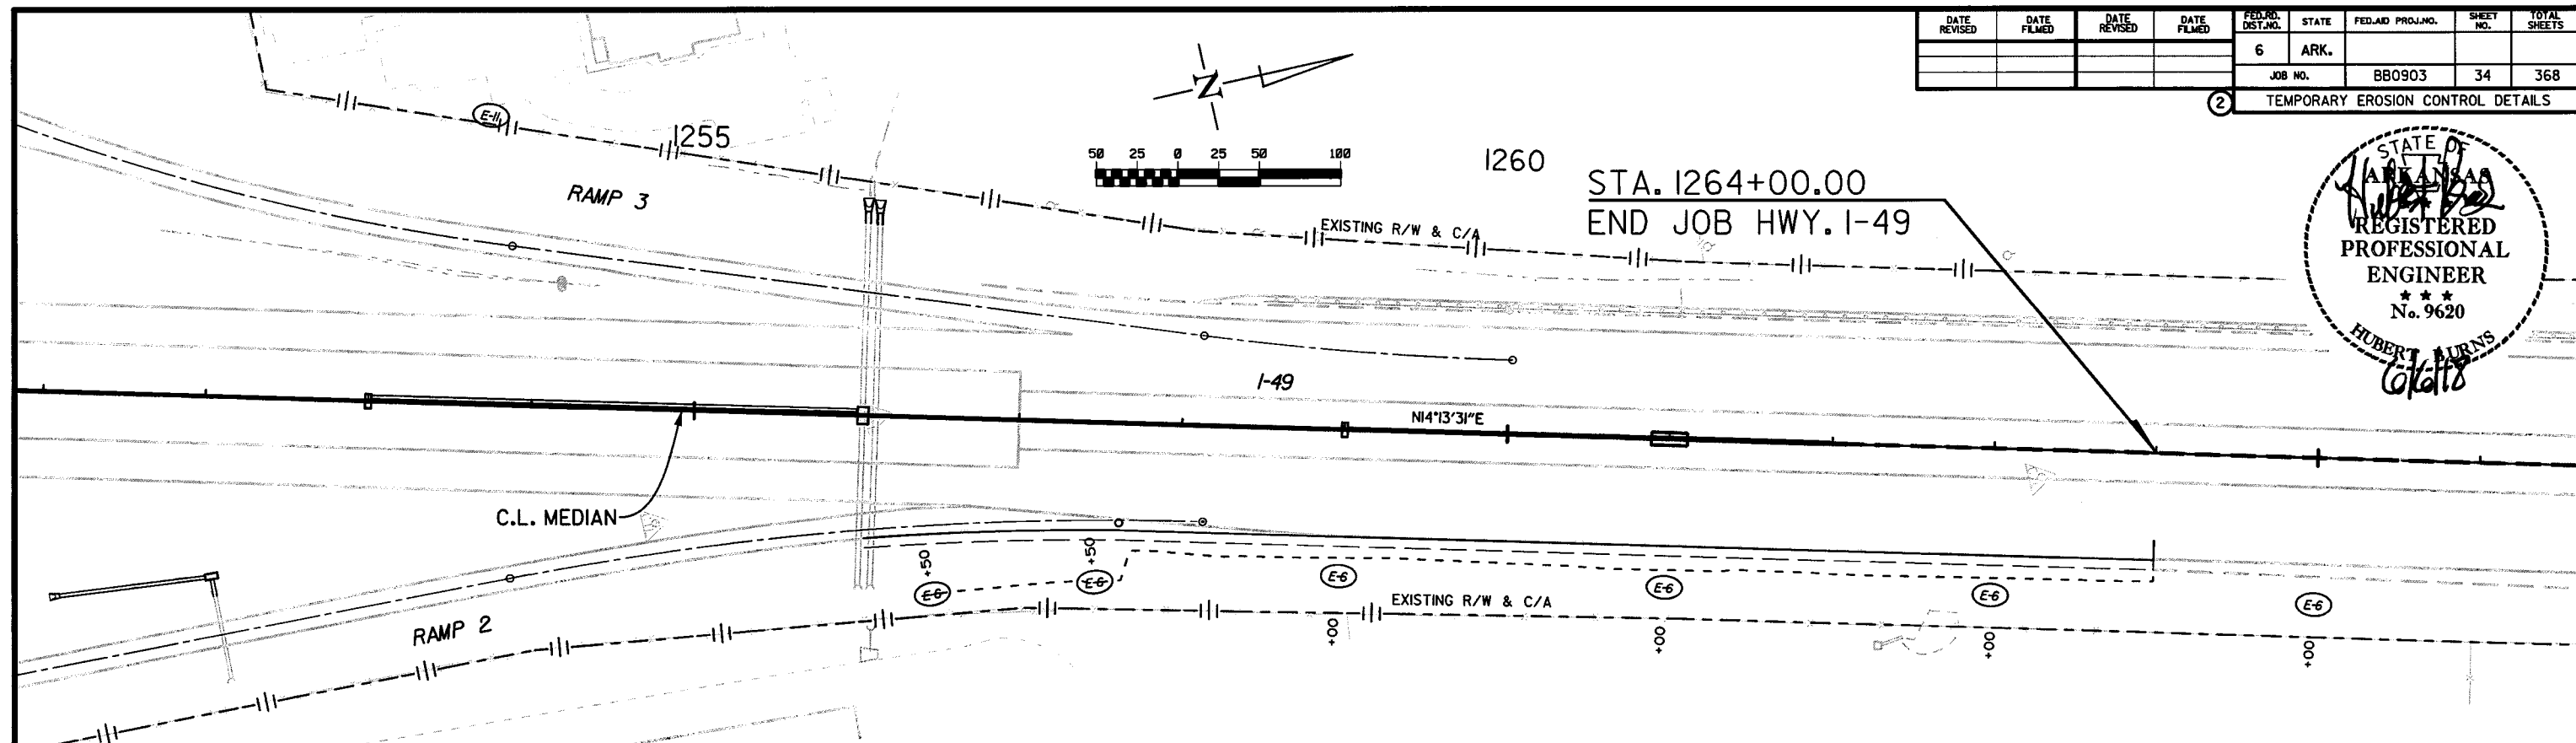 DATE REVISED
DATE FILMED
DATE REVISED
DATE FILMED
FED.RD. DIST.NO.
STATE
FED.AID PROJ.NO.
SHEET NO.
TOTAL SHEETS
6
ARK.
JOB NO.
BB0903
34
368
2
TEMPORARY EROSION CONTROL DETAILS
N
50 25 0 25 50 100
1255
1260
STA. 1264+00.00
END JOB HWY. I-49
STATE OF
ARKANSAS
REGISTERED
PROFESSIONAL
ENGINEER
No. 9620
HUBERT BURNS
6/6/18
E-11
RAMP 3
EXISTING R/W & C/A
I-49
N14°13'31"E
C.L. MEDIAN
+50
+50
E-6
E-6
E-6
E-6
E-6
E-6
RAMP 2
EXISTING R/W & C/A
+00
+00
+00
+00